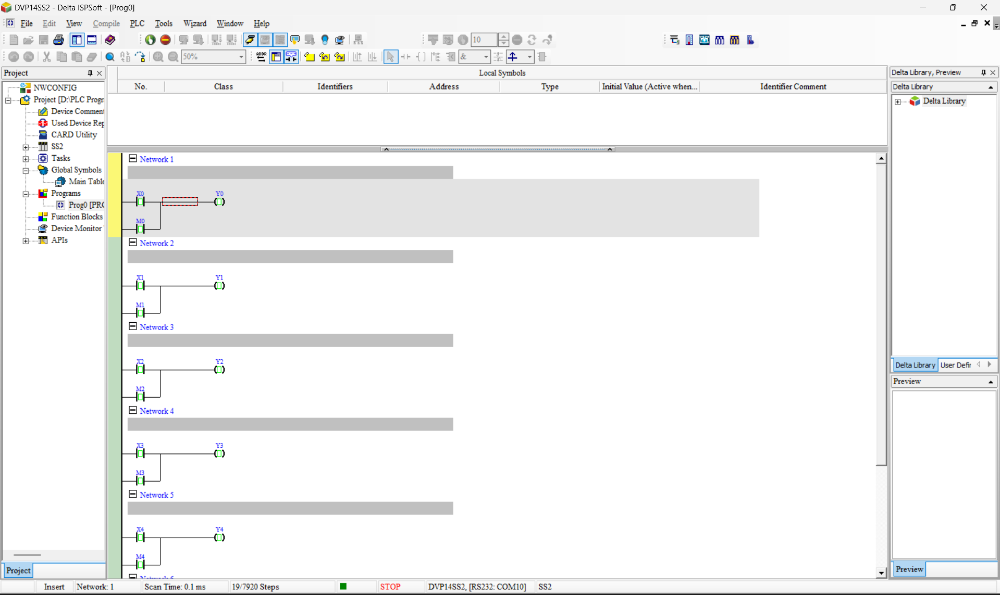 DVP14SS2 - Delta ISPSoft - [Prog0]
File Edit View Compile PLC Tools Wizard Window Help
10
50%
ADDR
&
Project
NWCONFIG
Project [D:\PLC Progr
Device Comment
Used Device Rep
CARD Utility
SS2
Tasks
Global Symbols
Main Table
Programs
Prog0 [PRO
Function Blocks
Device Monitor
APIs
Project
Local Symbols
No. Class Identifiers Address Type Initial Value (Active when... Identifier Comment
Network 1
X0 Y0
M0
Network 2
X1 Y1
M1
Network 3
X2 Y2
M2
Network 4
X3 Y3
M3
Network 5
X4 Y4
M4
Network 6
Delta Library, Preview
Delta Library
Delta Library
Delta Library User Defir
Preview
Preview
Insert Network: 1 Scan Time: 0.1 ms 19/7920 Steps STOP DVP14SS2, [RS232: COM10] SS2